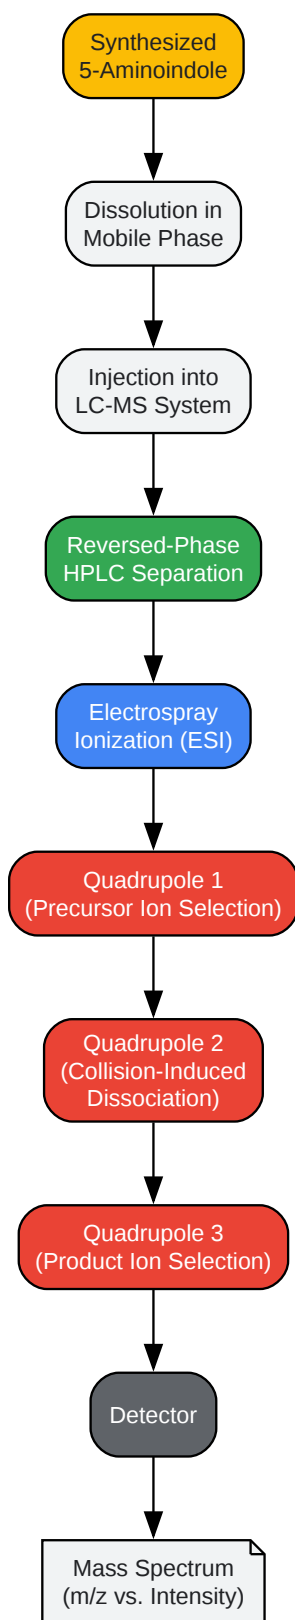 Synthesized
5-Aminoindole
Dissolution in
Mobile Phase
Injection into
LC-MS System
Reversed-Phase
HPLC Separation
Electrospray
Ionization (ESI)
Quadrupole 1
(Precursor Ion Selection)
Quadrupole 2
(Collision-Induced
Dissociation)
Quadrupole 3
(Product Ion Selection)
Detector
Mass Spectrum
(m/z vs. Intensity)